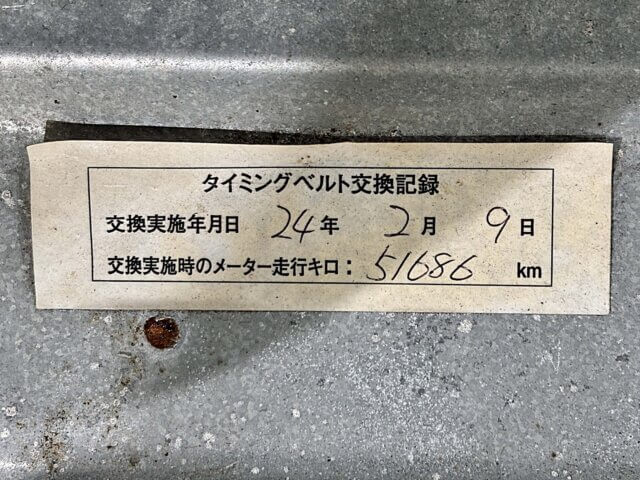 タイミングベルト交換記録
交換実施年月日 24年 2月 9日
交換実施時のメーター走行キロ: 51686 km